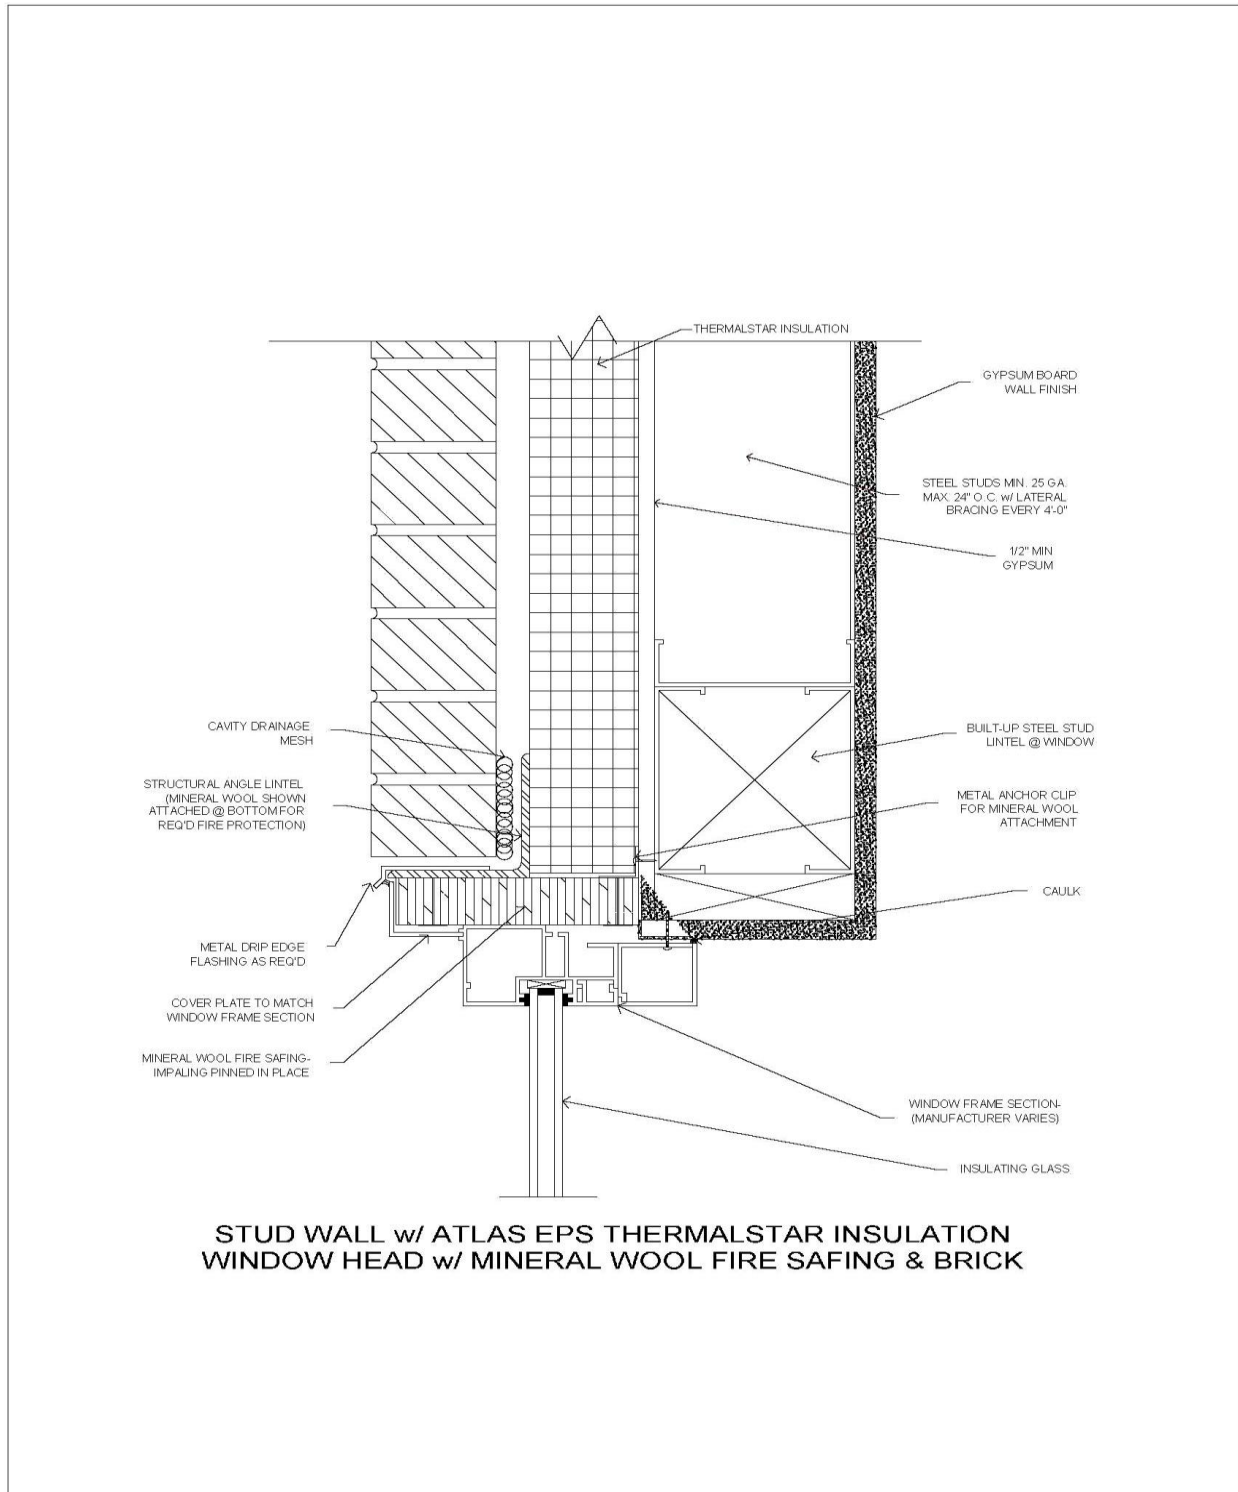 THERMALSTAR INSULATION
GYPSUM BOARD
WALL FINISH
STEEL STUDS MIN. 25 GA.
MAX. 24" O.C. w/ LATERAL
BRACING EVERY 4'-0"
1/2" MIN
GYPSUM
CAVITY DRAINAGE
MESH
BUILT-UP STEEL STUD
LINTEL @ WINDOW
STRUCTURAL ANGLE LINTEL
(MINERAL WOOL SHOWN
ATTACHED @ BOTTOM FOR
REQ'D FIRE PROTECTION)
METAL ANCHOR CLIP
FOR MINERAL WOOL
ATTACHMENT
CAULK
METAL DRIP EDGE
FLASHING AS REQ'D
COVER PLATE TO MATCH
WINDOW FRAME SECTION
MINERAL WOOL FIRE SAFING-
IMPALING PINNED IN PLACE
WINDOW FRAME SECTION-
(MANUFACTURER VARIES)
INSULATING GLASS
STUD WALL w/ ATLAS EPS THERMALSTAR INSULATION
WINDOW HEAD w/ MINERAL WOOL FIRE SAFING & BRICK